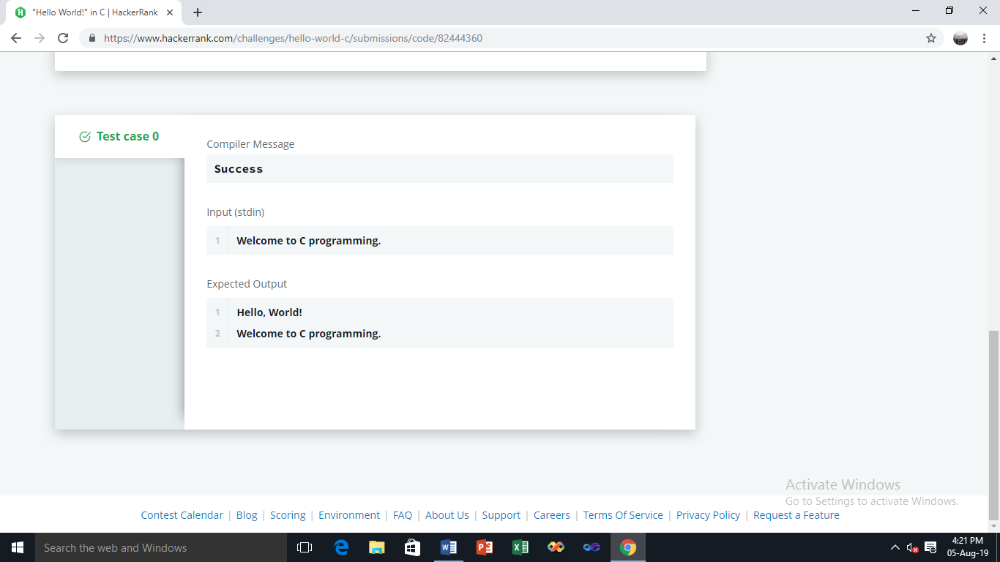 "Hello World!" in C | HackerRank
https://www.hackerrank.com/challenges/hello-world-c/submissions/code/82444360
Test case 0
Compiler Message
Success
Input (stdin)
1 Welcome to C programming.
Expected Output
1 Hello, World!
2 Welcome to C programming.
Activate Windows
Go to Settings to activate Windows.
Contest Calendar | Blog | Scoring | Environment | FAQ | About Us | Support | Careers | Terms Of Service | Privacy Policy | Request a Feature
Search the web and Windows
4:21 PM
05-Aug-19